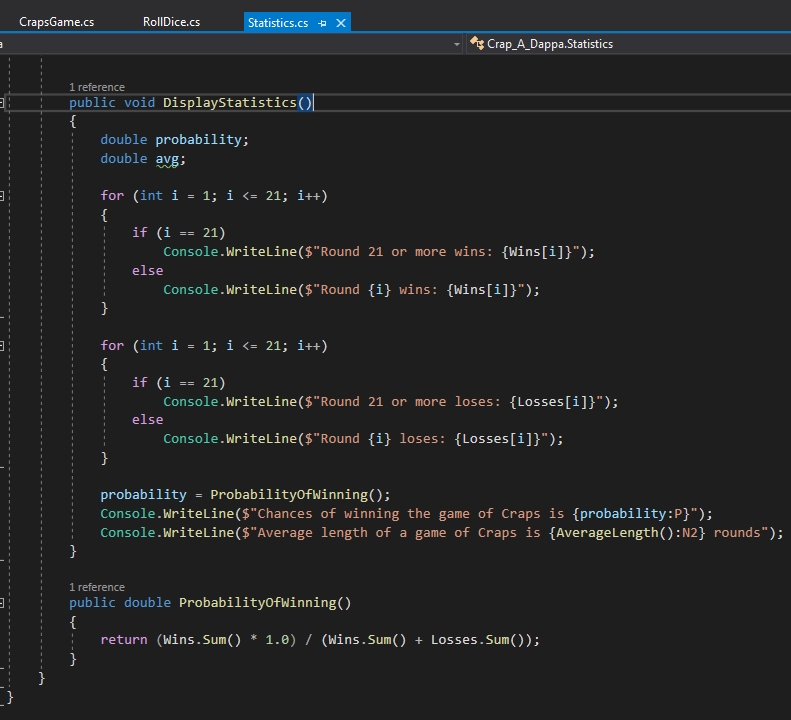 CrapsGame.cs RollDice.cs Statistics.cs
a Crap_A_Dappa.Statistics
1 reference
public void DisplayStatistics()
{
double probability;
double avg;
for (int i = 1; i <= 21; i++)
{
if (i == 21)
Console.WriteLine($"Round 21 or more wins: {Wins[i]}");
else
Console.WriteLine($"Round {i} wins: {Wins[i]}");
}
for (int i = 1; i <= 21; i++)
{
if (i == 21)
Console.WriteLine($"Round 21 or more loses: {Losses[i]}");
else
Console.WriteLine($"Round {i} loses: {Losses[i]}");
}
probability = ProbabilityOfWinning();
Console.WriteLine($"Chances of winning the game of Craps is {probability:P}");
Console.WriteLine($"Average length of a game of Craps is {AverageLength():N2} rounds");
}
1 reference
public double ProbabilityOfWinning()
{
return (Wins.Sum() * 1.0) / (Wins.Sum() + Losses.Sum());
}
}
}